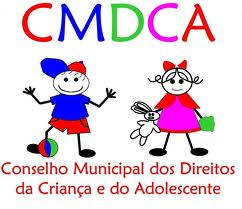 CMDCA
Conselho Municipal dos Direitos
da Criança e do Adolescente